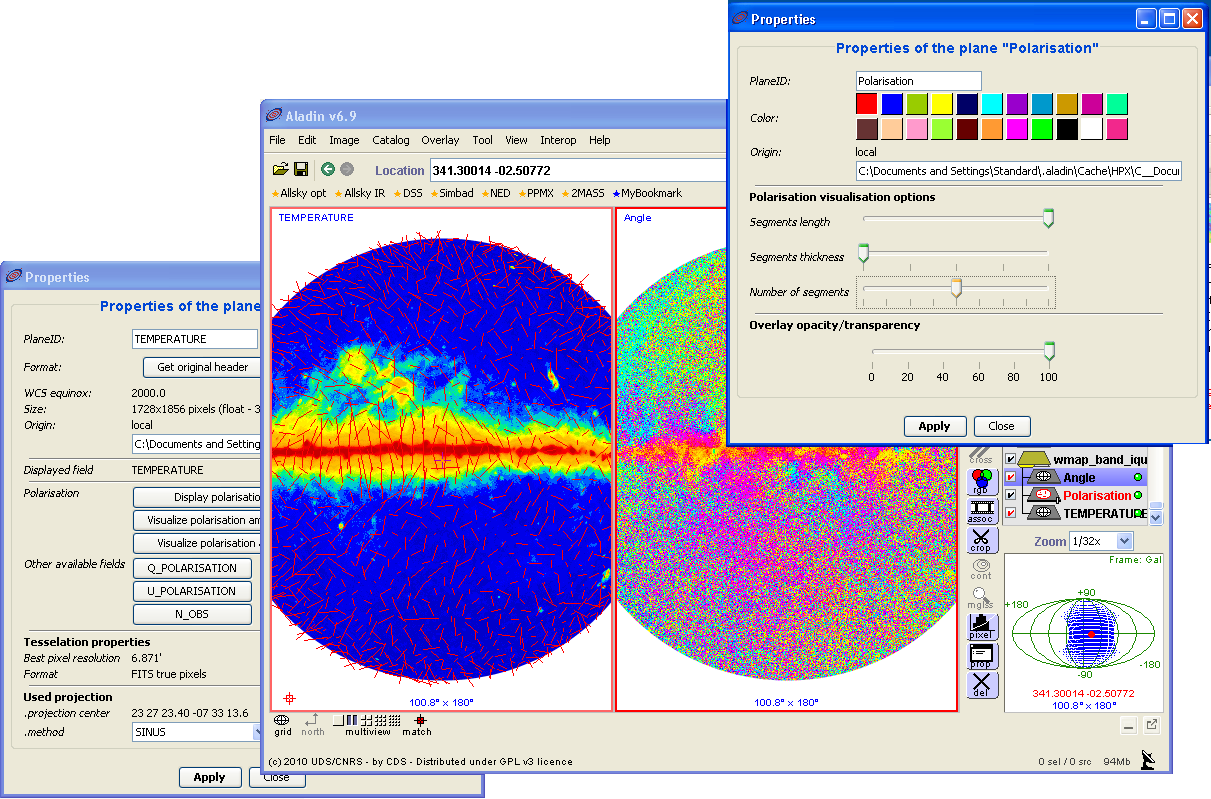 Properties
Properties of the plane "Polarisation"
PlaneID:
Polarisation
Color:
Origin:
local
C:\Documents and Settings\Standard\.aladin\Cache\HPX\C__Docu
Polarisation visualisation options
Segments length
Segments thickness
Number of segments
Overlay opacity/transparency
0 20 40 60 80 100
Apply
Close
Aladin v6.9
File Edit Image Catalog Overlay Tool View Interop Help
Location 341.30014 -02.50772
Allsky opt Allsky IR DSS Simbad NED PPMX 2MASS MyBookmark
TEMPERATURE
100.8° x 180°
Angle
100.8° x 180°
grid north multiview match
(c) 2010 UDS/CNRS - by CDS - Distributed under GPL v3 licence
0 sel / 0 src 94Mb
cross
rgb
assoc
crop
cont
mglss
pixel
prop
del
wmap_band_iqu
Angle
Polarisation
TEMPERATURE
Zoom 1/32x
Frame: Gal
+90
+180
-180
-90
341.30014 -02.50772
100.8° x 180°
Properties
Properties of the plane
PlaneID: TEMPERATURE
Format: Get original header
WCS equinox: 2000.0
Size: 1728x1856 pixels (float - 3
Origin: local
C:\Documents and Setting
Displayed field TEMPERATURE
Polarisation
Display polarisatio
Visualize polarisation am
Visualize polarisation
Other available fields
Q_POLARISATION
U_POLARISATION
N_OBS
Tesselation properties
Best pixel resolution 6.871'
Format FITS true pixels
Used projection
.projection center 23 27 23.40 -07 33 13.6
.method SINUS
Apply
Close